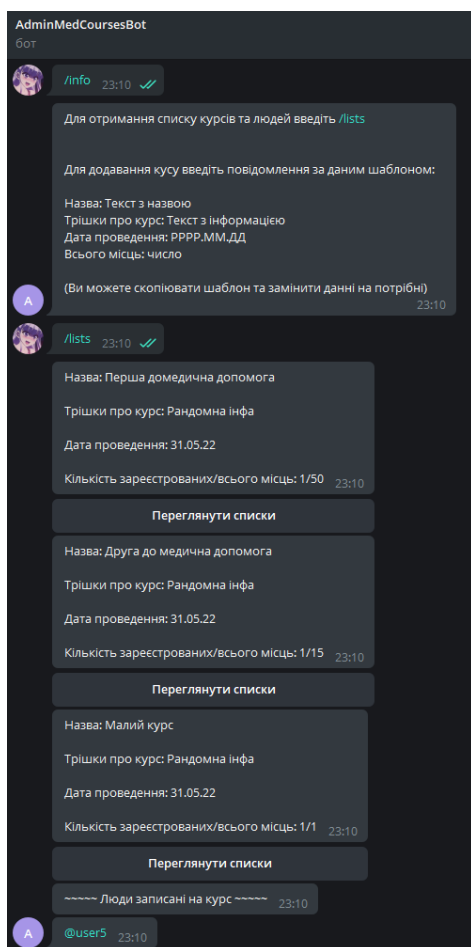 AdminMedCoursesBot
бот
/info 23:10
Для отримання списку курсів та людей введіть /lists
Для додавання кусу введіть повідомлення за даним шаблоном:
Назва: Текст з назвою
Трішки про курс: Текст з інформацією
Дата проведення: РРРР.ММ.ДД
Всього місць: число
(Ви можете скопіювати шаблон та замінити данні на потрібні)
23:10
A
/lists 23:10
Назва: Перша домедична допомога
Трішки про курс: Рандомна інфа
Дата проведення: 31.05.22
Кількість зареєстрованих/всього місць: 1/50 23:10
Переглянути списки
Назва: Друга до медична допомога
Трішки про курс: Рандомна інфа
Дата проведення: 31.05.22
Кількість зареєстрованих/всього місць: 1/15 23:10
Переглянути списки
Назва: Малий курс
Трішки про курс: Рандомна інфа
Дата проведення: 31.05.22
Кількість зареєстрованих/всього місць: 1/1 23:10
Переглянути списки
~~~~~ Люди записані на курс ~~~~~ 23:10
A @user5 23:10